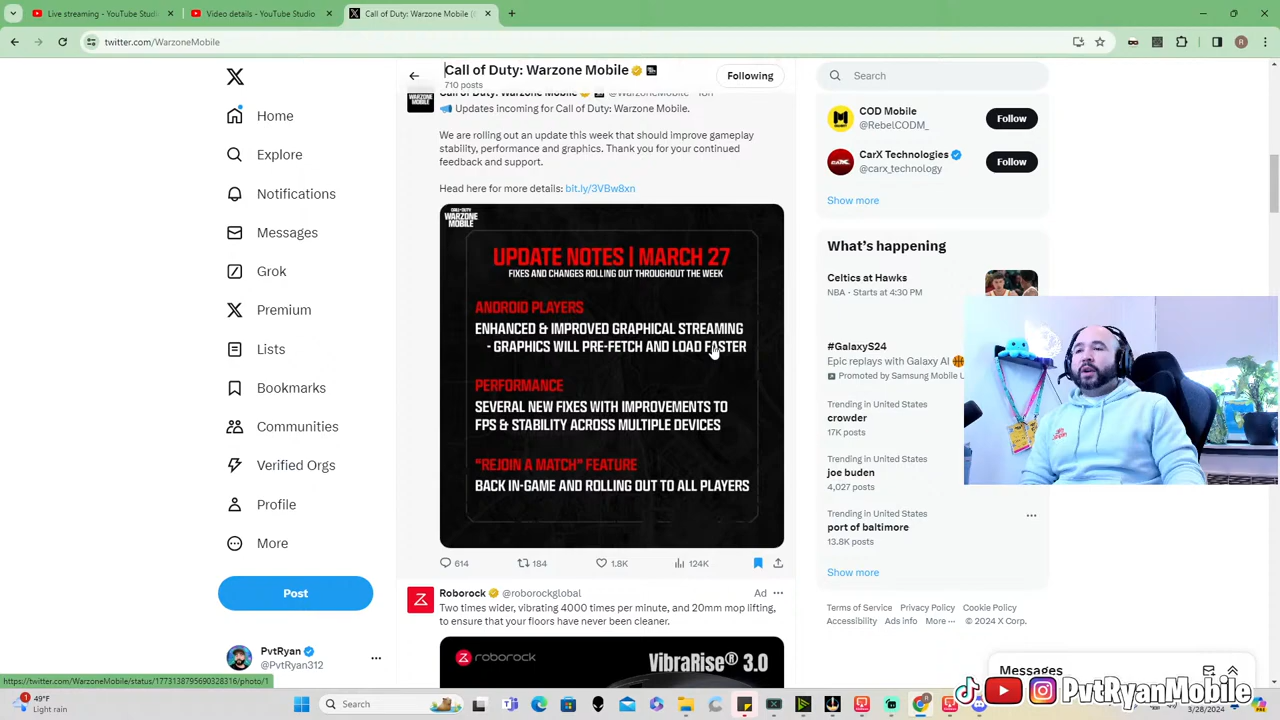 Live streaming - YouTube Studio
Video details - YouTube Studio
Call of Duty: Warzone Mobile
twitter.com/WarzoneMobile
Call of Duty: Warzone Mobile
710 posts
Following
Search
Home
Explore
Notifications
Messages
Grok
Premium
Lists
Bookmarks
Communities
Verified Orgs
Profile
More
Post
PvtRyan
@PvtRyan312
Call of Duty: Warzone Mobile @WarzoneMobile
📣 Updates incoming for Call of Duty: Warzone Mobile.
We are rolling out an update this week that should improve gameplay
stability, performance and graphics. Thank you for your continued
feedback and support.
Head here for more details: bit.ly/3VBw8xn
CALL OF DUTY
WARZONE
MOBILE
UPDATE NOTES | MARCH 27
FIXES AND CHANGES ROLLING OUT THROUGHOUT THE WEEK
ANDROID PLAYERS
ENHANCED & IMPROVED GRAPHICAL STREAMING
- GRAPHICS WILL PRE-FETCH AND LOAD FASTER
PERFORMANCE
SEVERAL NEW FIXES WITH IMPROVEMENTS TO
FPS & STABILITY ACROSS MULTIPLE DEVICES
"REJOIN A MATCH" FEATURE
BACK IN-GAME AND ROLLING OUT TO ALL PLAYERS
614 184 1.8K 124K
Roborock @roborockglobal Ad
Two times wider, vibrating 4000 times per minute, and 20mm mop lifting,
to ensure that your floors have never been cleaner.
roborock
VibraRise® 3.0
COD Mobile
@RebelCODM_
Follow
CarX Technologies
@carx_technology
Follow
Show more
What's happening
Celtics at Hawks
NBA · Starts at 4:30 PM
#GalaxyS24
Epic replays with Galaxy AI
Promoted by Samsung Mobile
Trending in United States
crowder
17K posts
Trending in United States
joe buden
4,027 posts
Trending in United States
port of baltimore
13.8K posts
Show more
Terms of Service Privacy Policy Cookie Policy
Accessibility Ads info More ··· © 2024 X Corp.
Messages
https://twitter.com/WarzoneMobile/status/1773138795690328316/photo/1
49°F
Light rain
Search
PvtRyanMobile
3/28/2024